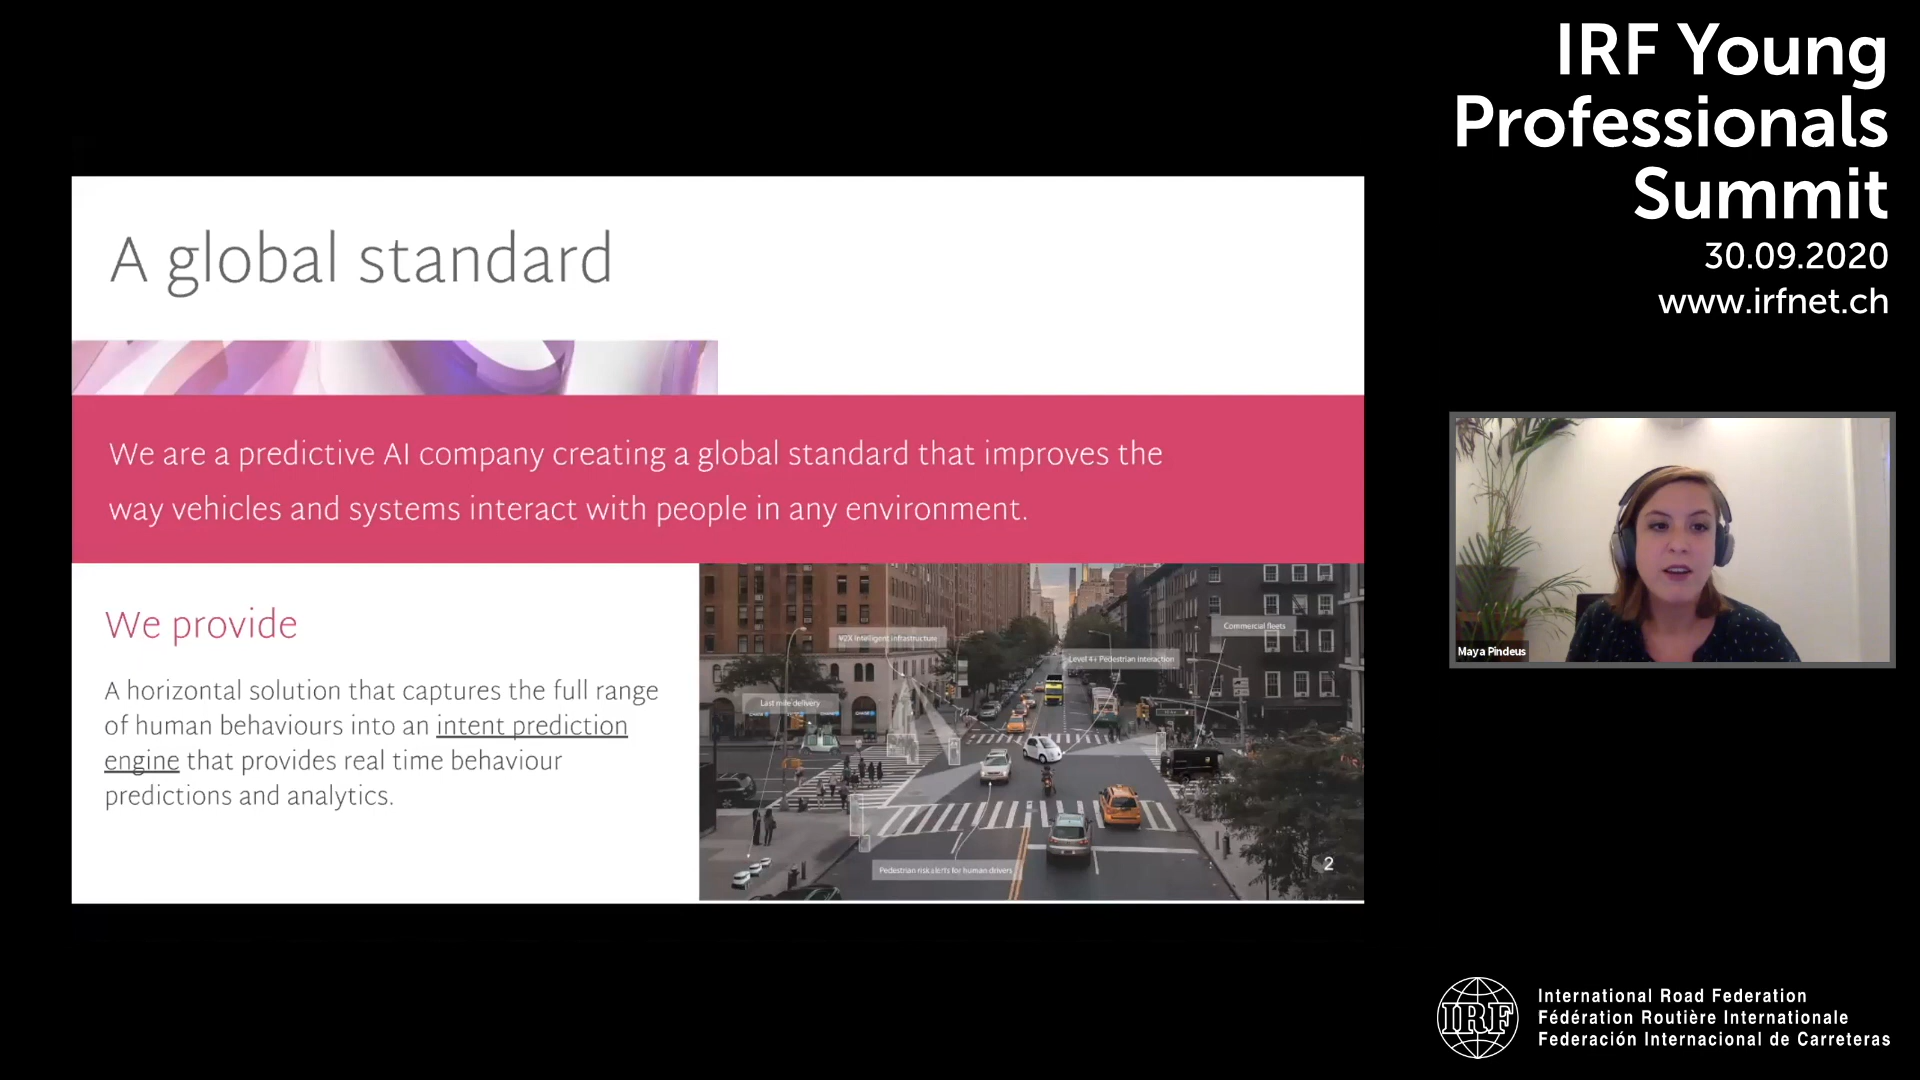 IRF Young
Professionals
Summit
30.09.2020
www.irfnet.ch
A global standard
We are a predictive AI company creating a global standard that improves the
way vehicles and systems interact with people in any environment.
We provide
A horizontal solution that captures the full range
of human behaviours into an intent prediction
engine that provides real time behaviour
predictions and analytics.
V2X Intelligent infrastructure
Commercial fleets
Level 4+ Pedestrian interaction
Last mile delivery
Pedestrian risk alerts for human drivers
2
Maya Pindeus
IRF
International Road Federation
Fédération Routière Internationale
Federación Internacional de Carreteras